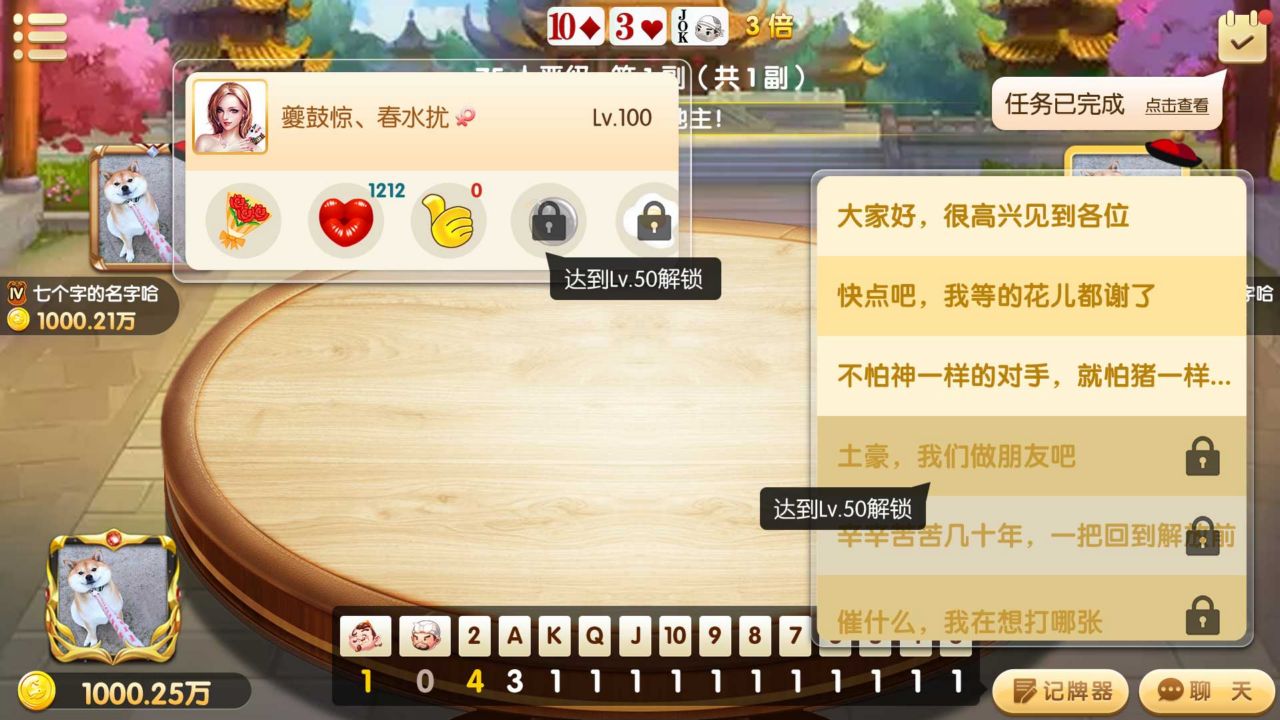 10 3 JOK 3 倍
（共1副）
夔鼓惊、春水扰
Lv.100
主!
任务已完成 点击查看
1212
0
达到Lv.50解锁
IV 七个字的名字哈
1000.21万
字哈
大家好，很高兴见到各位
快点吧，我等的花儿都谢了
不怕神一样的对手，就怕猪一样...
土豪，我们做朋友吧
达到Lv.50解锁
辛辛苦苦几十年，一把回到解放前
催什么，我在想打哪张
2 A K Q J 10 9 8 7
1 0 4 3 1 1 1 1 1 1 1 1 1 1 1
1000.25万
记牌器
聊 天